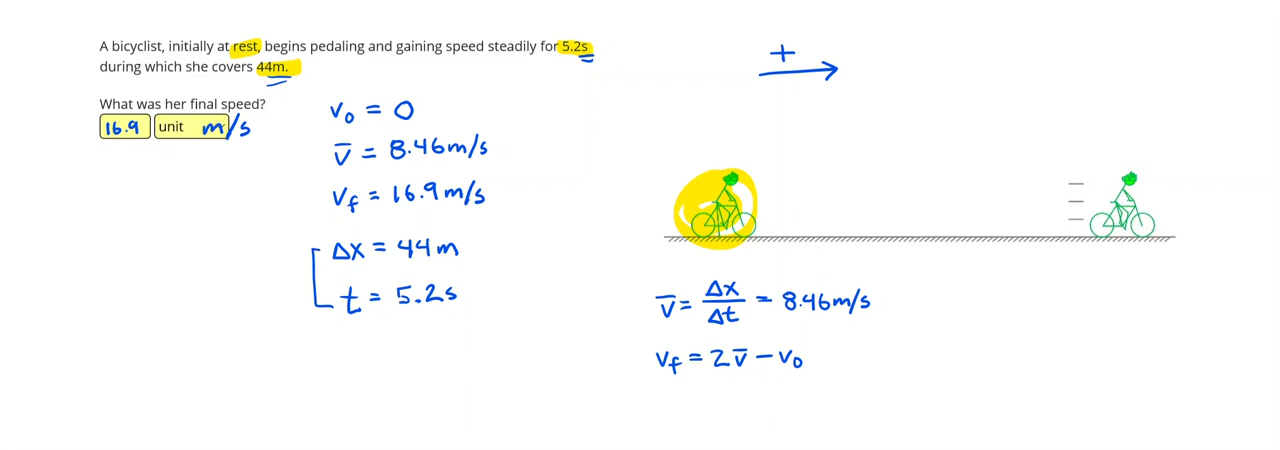 A bicyclist, initially at rest, begins pedaling and gaining speed steadily for 5.2s
during which she covers 44m.
What was her final speed?
16.9 unit m/s
v₀ = 0
v̅ = 8.46m/s
v_f = 16.9m/s
Δx = 44m
t = 5.2s
+
v̅ = Δx/Δt = 8.46m/s
v_f = 2v̅ − v₀